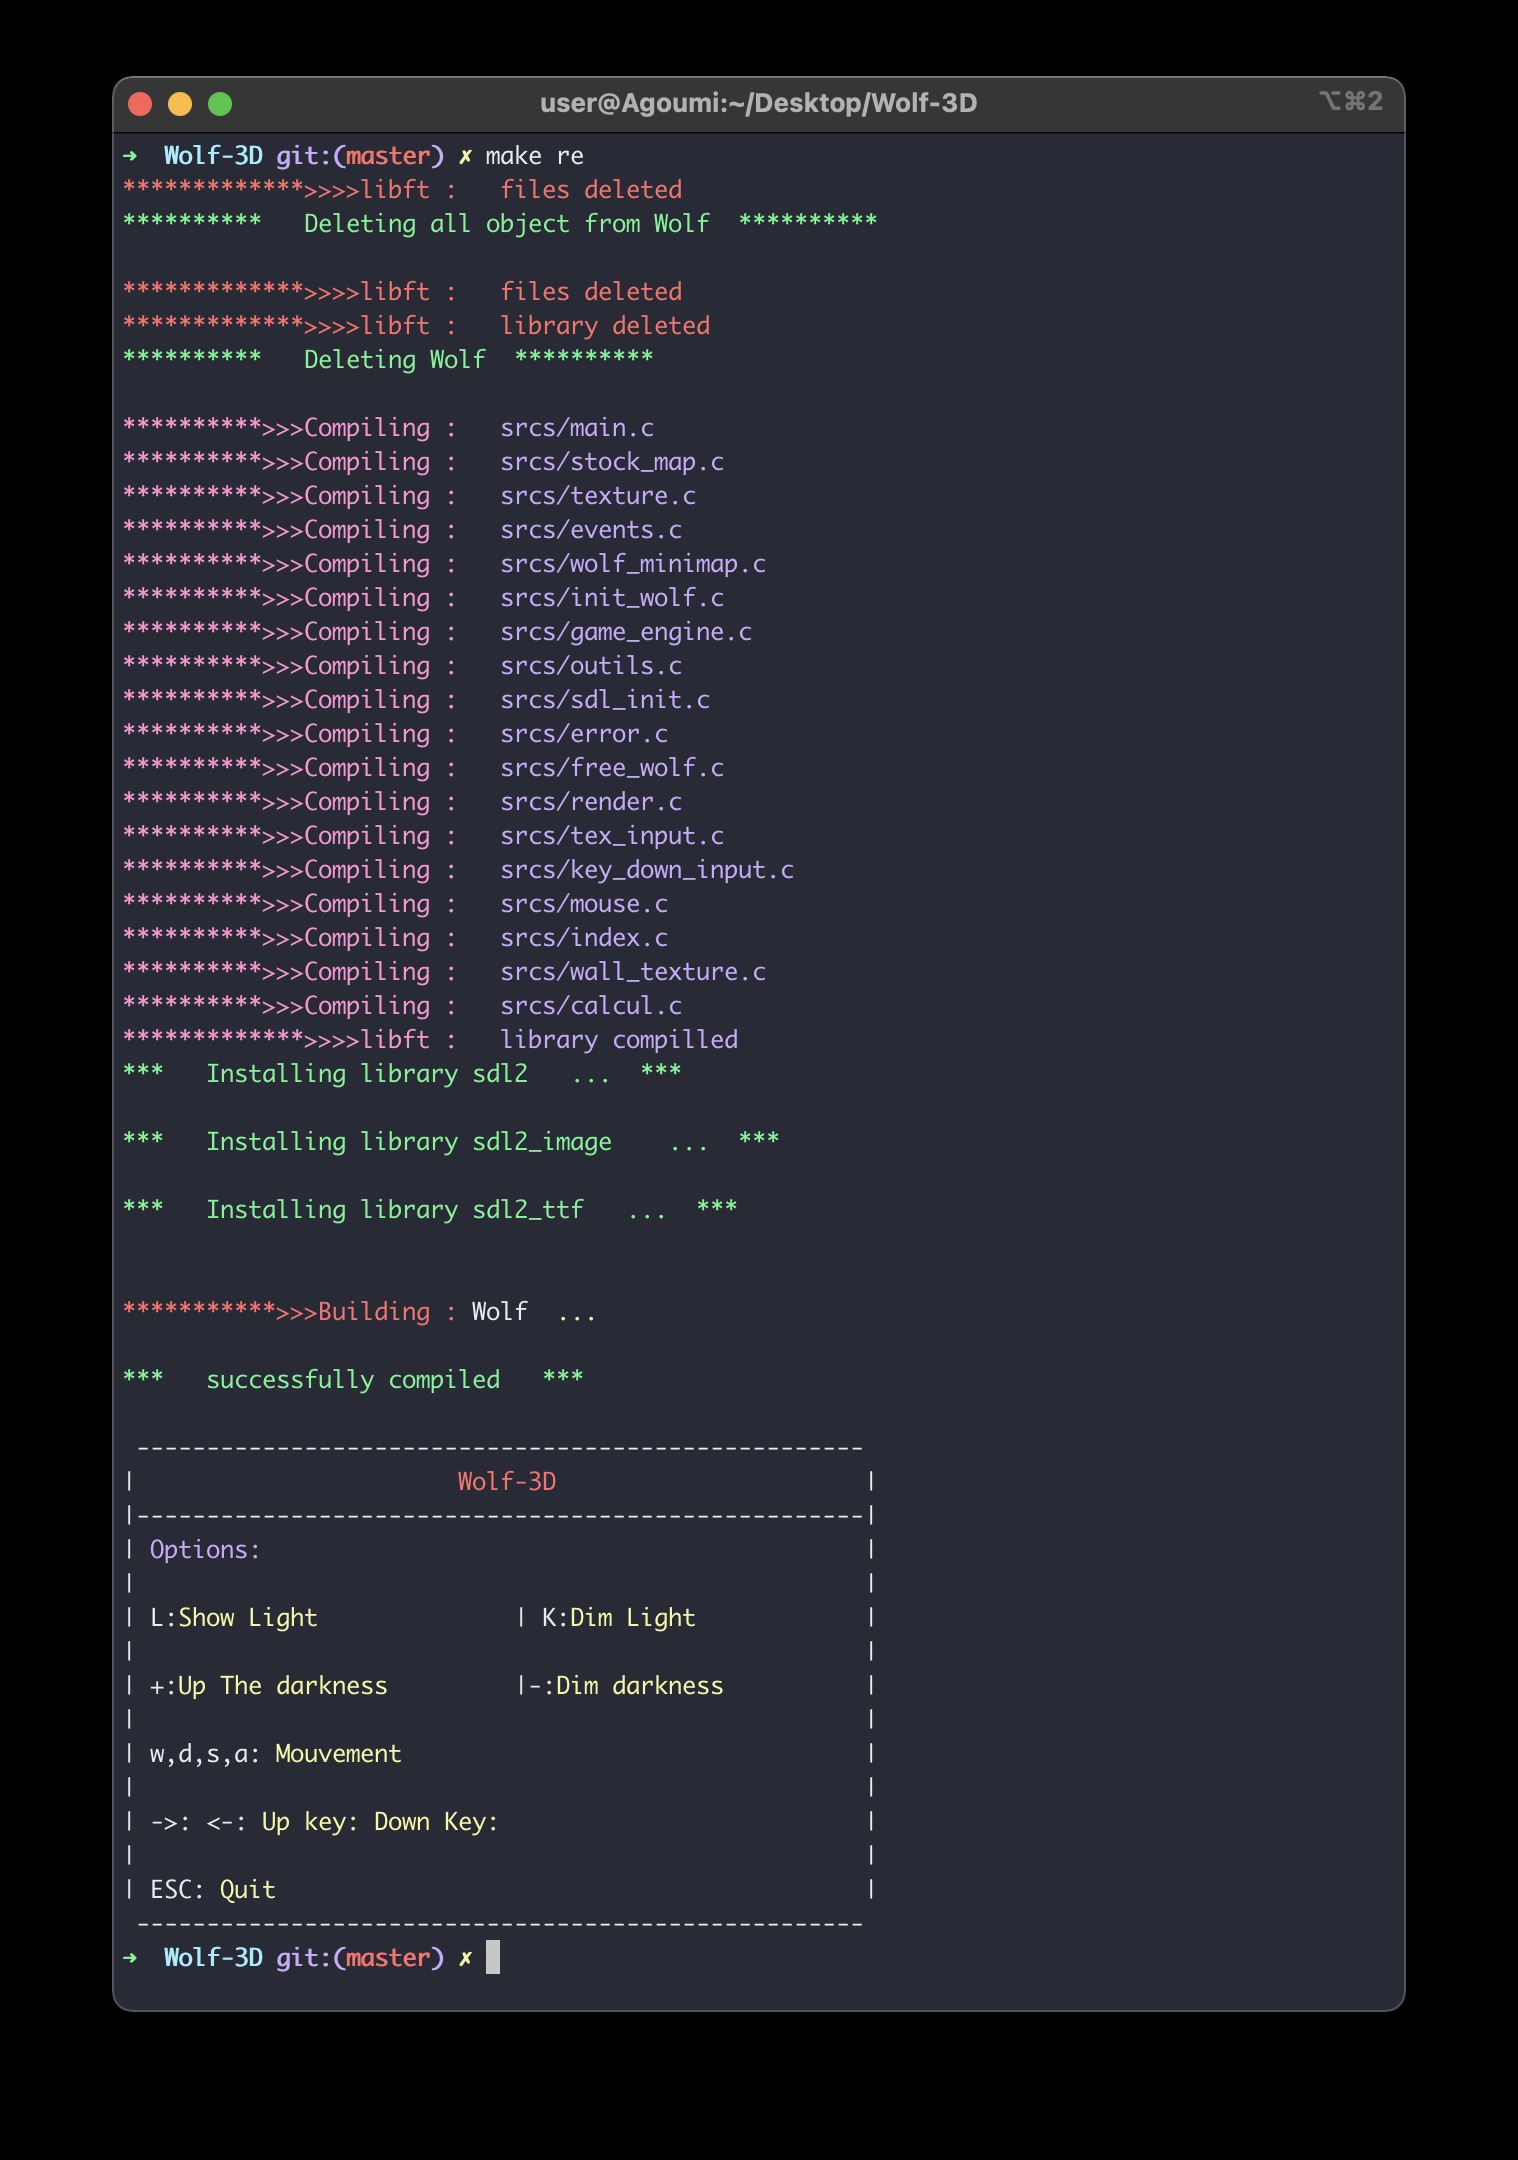 user@Agoumi:~/Desktop/Wolf-3D ⌥⌘2
➜  Wolf-3D git:(master) ✗ make re
*************>>>>libft :   files deleted
**********   Deleting all object from Wolf  **********
*************>>>>libft :   files deleted
*************>>>>libft :   library deleted
**********   Deleting Wolf  **********
**********>>>Compiling :   srcs/main.c
**********>>>Compiling :   srcs/stock_map.c
**********>>>Compiling :   srcs/texture.c
**********>>>Compiling :   srcs/events.c
**********>>>Compiling :   srcs/wolf_minimap.c
**********>>>Compiling :   srcs/init_wolf.c
**********>>>Compiling :   srcs/game_engine.c
**********>>>Compiling :   srcs/outils.c
**********>>>Compiling :   srcs/sdl_init.c
**********>>>Compiling :   srcs/error.c
**********>>>Compiling :   srcs/free_wolf.c
**********>>>Compiling :   srcs/render.c
**********>>>Compiling :   srcs/tex_input.c
**********>>>Compiling :   srcs/key_down_input.c
**********>>>Compiling :   srcs/mouse.c
**********>>>Compiling :   srcs/index.c
**********>>>Compiling :   srcs/wall_texture.c
**********>>>Compiling :   srcs/calcul.c
*************>>>>libft :   library compilled
***   Installing library sdl2   ...  ***
***   Installing library sdl2_image    ...  ***
***   Installing library sdl2_ttf   ...  ***
***********>>>Building : Wolf  ...
***   successfully compiled   ***
 ----------------------------------------------------
|                       Wolf-3D                      |
|----------------------------------------------------|
| Options:                                           |
|                                                    |
| L:Show Light              | K:Dim Light            |
|                                                    |
| +:Up The darkness         |-:Dim darkness          |
|                                                    |
| w,d,s,a: Mouvement                                 |
|                                                    |
| ->: <-: Up key: Down Key:                          |
|                                                    |
| ESC: Quit                                          |
 ----------------------------------------------------
➜  Wolf-3D git:(master) ✗